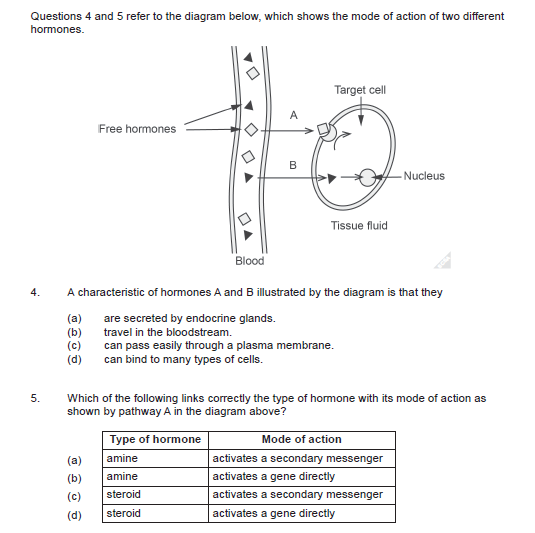 Questions 4 and 5 refer to the diagram below, which shows the mode of action of two different
hormones.
Target cell
A
Free hormones
B
Nucleus
Tissue fluid
Blood
4. A characteristic of hormones A and B illustrated by the diagram is that they
(a) are secreted by endocrine glands.
(b) travel in the bloodstream.
(c) can pass easily through a plasma membrane.
(d) can bind to many types of cells.
5. Which of the following links correctly the type of hormone with its mode of action as
shown by pathway A in the diagram above?
Type of hormone Mode of action
(a) amine activates a secondary messenger
(b) amine activates a gene directly
(c) steroid activates a secondary messenger
(d) steroid activates a gene directly